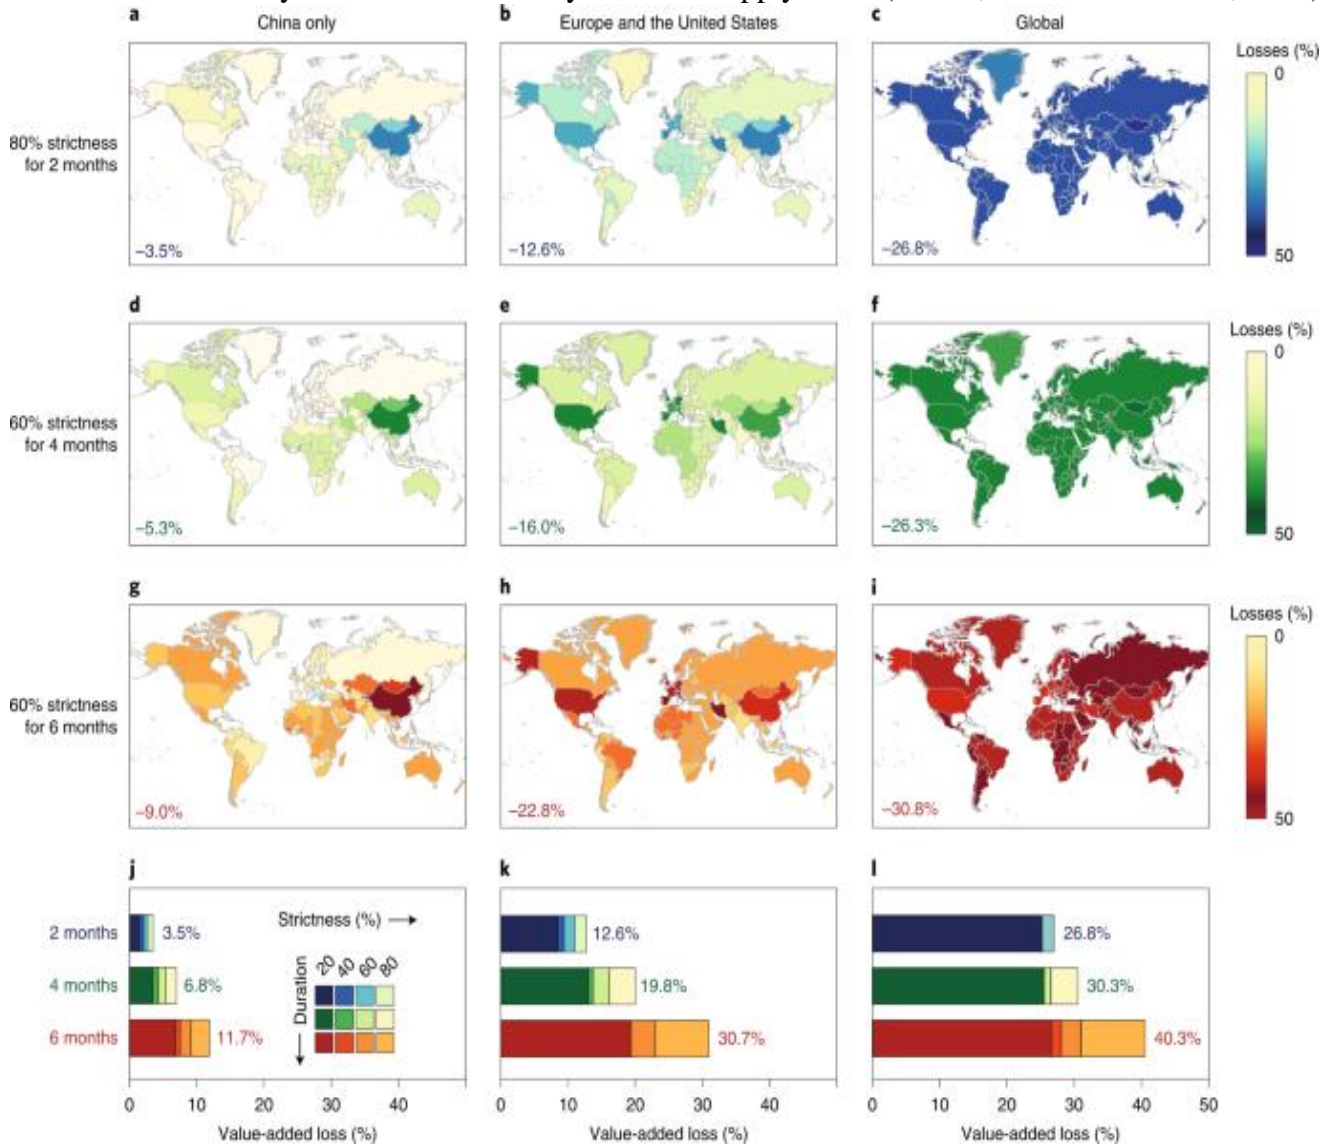 a China only
b Europe and the United States
c Global
Losses (%)
0
50
80% strictness
for 2 months
–3.5%
–12.6%
–26.8%
d
e
f
Losses (%)
0
50
60% strictness
for 4 months
–5.3%
–16.0%
–26.3%
g
h
i
Losses (%)
0
50
60% strictness
for 6 months
–9.0%
–22.8%
–30.8%
j
k
l
2 months
4 months
6 months
3.5%
6.8%
11.7%
Strictness (%)
20 40 60 80
Duration
0 10 20 30 40
Value-added loss (%)
12.6%
19.8%
30.7%
0 10 20 30 40
Value-added loss (%)
26.8%
30.3%
40.3%
0 10 20 30 40 50
Value-added loss (%)